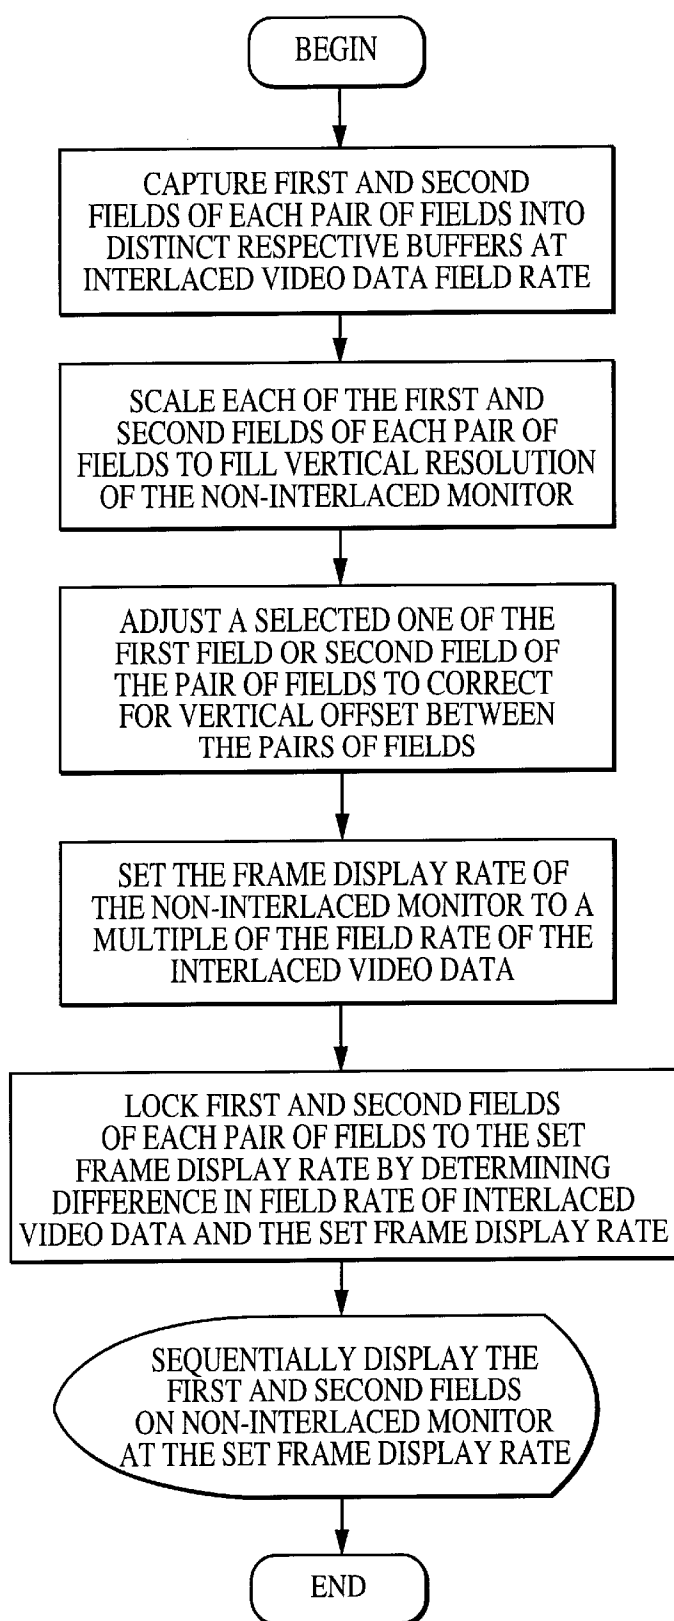 BEGIN
CAPTURE FIRST AND SECOND
FIELDS OF EACH PAIR OF FIELDS INTO
DISTINCT RESPECTIVE BUFFERS AT
INTERLACED VIDEO DATA FIELD RATE
SCALE EACH OF THE FIRST AND
SECOND FIELDS OF EACH PAIR OF
FIELDS TO FILL VERTICAL RESOLUTION
OF THE NON-INTERLACED MONITOR
ADJUST A SELECTED ONE OF THE
FIRST FIELD OR SECOND FIELD OF
THE PAIR OF FIELDS TO CORRECT
FOR VERTICAL OFFSET BETWEEN
THE PAIRS OF FIELDS
SET THE FRAME DISPLAY RATE OF
THE NON-INTERLACED MONITOR TO A
MULTIPLE OF THE FIELD RATE OF THE
INTERLACED VIDEO DATA
LOCK FIRST AND SECOND FIELDS
OF EACH PAIR OF FIELDS TO THE SET
FRAME DISPLAY RATE BY DETERMINING
DIFFERENCE IN FIELD RATE OF INTERLACED
VIDEO DATA AND THE SET FRAME DISPLAY RATE
SEQUENTIALLY DISPLAY THE
FIRST AND SECOND FIELDS
ON NON-INTERLACED MONITOR
AT THE SET FRAME DISPLAY RATE
END